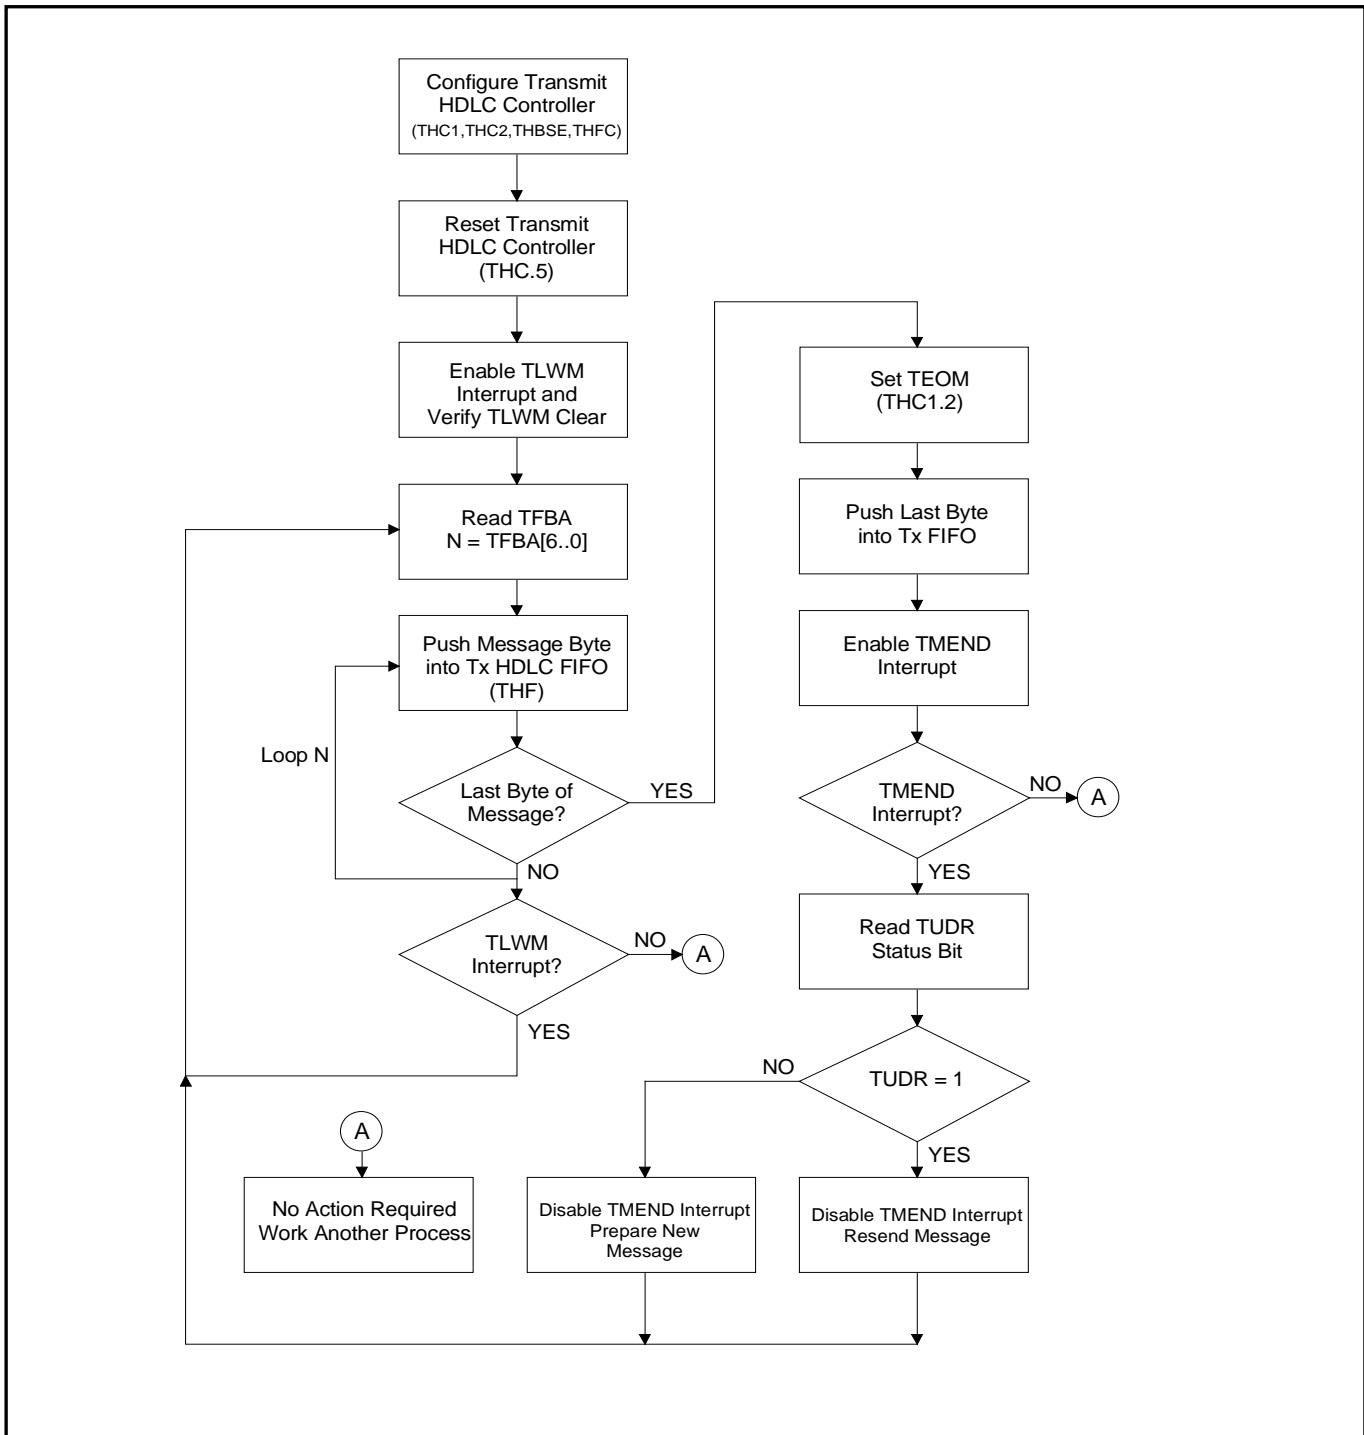 Configure Transmit
HDLC Controller
(THC1,THC2,THBSE,THFC)
Reset Transmit
HDLC Controller
(THC.5)
Enable TLWM
Interrupt and
Verify TLWM Clear
Read TFBA
N = TFBA[6..0]
Push Message Byte
into Tx HDLC FIFO
(THF)
Loop N
Last Byte of
Message?
YES
NO
TLWM
Interrupt?
NO
A
YES
Set TEOM
(THC1.2)
Push Last Byte
into Tx FIFO
Enable TMEND
Interrupt
TMEND
Interrupt?
NO
A
YES
Read TUDR
Status Bit
TUDR = 1
NO
YES
A
No Action Required
Work Another Process
Disable TMEND Interrupt
Prepare New
Message
Disable TMEND Interrupt
Resend Message